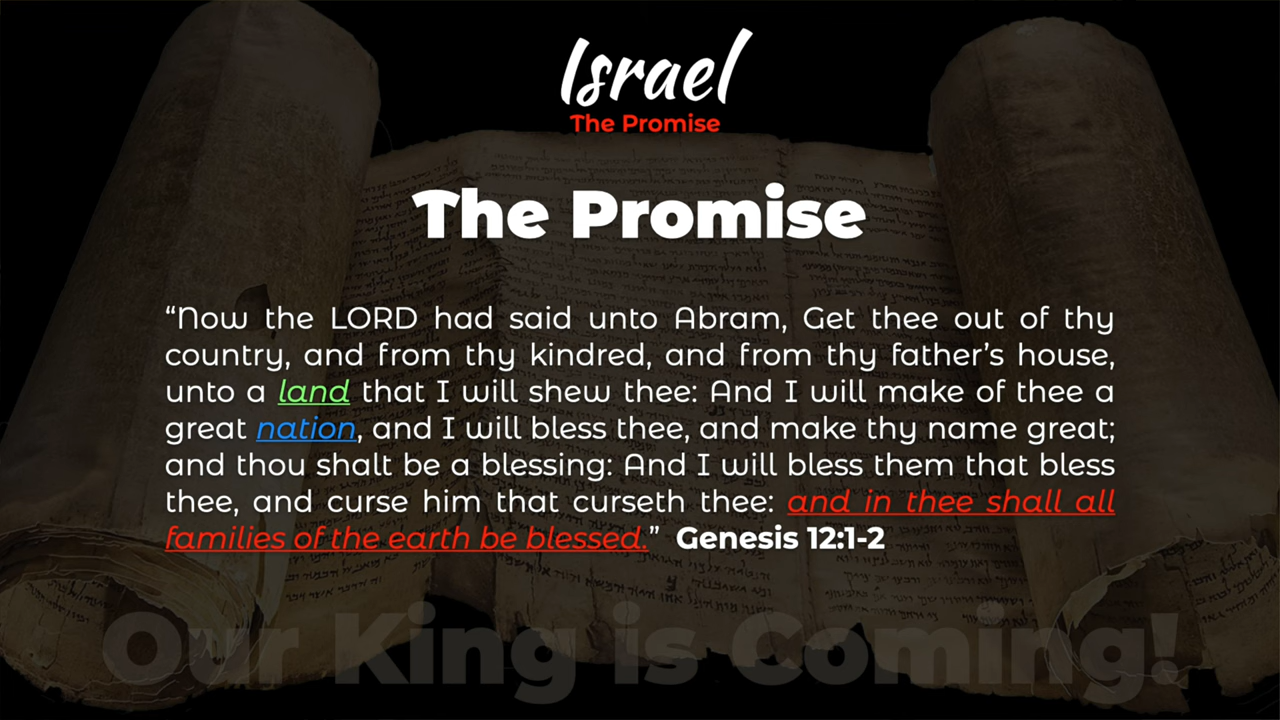 Israel
The Promise
The Promise
“Now the LORD had said unto Abram, Get thee out of thy
country, and from thy kindred, and from thy father’s house,
unto a land that I will shew thee: And I will make of thee a
great nation, and I will bless thee, and make thy name great;
and thou shalt be a blessing: And I will bless them that bless
thee, and curse him that curseth thee: and in thee shall all
families of the earth be blessed.” Genesis 12:1-2
Our King is Coming!